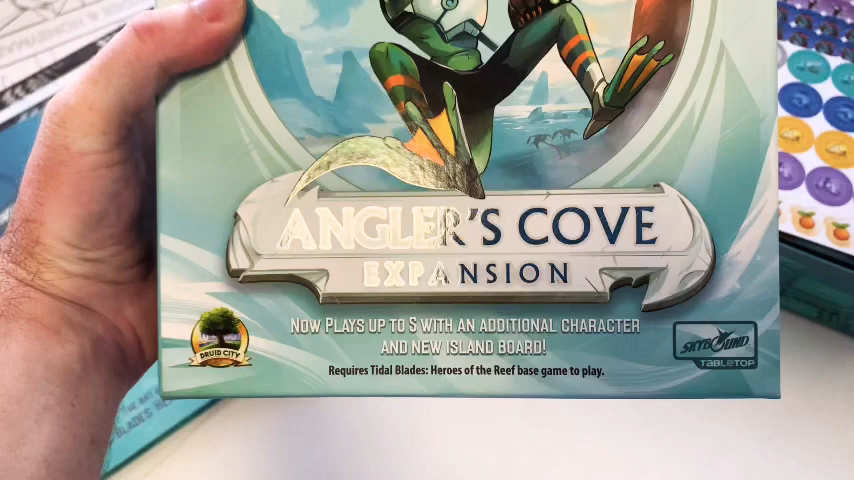 ANGLER'S COVE
EXPANSION
NOW PLAYS UP TO 5 WITH AN ADDITIONAL CHARACTER
AND NEW ISLAND BOARD!
Requires Tidal Blades: Heroes of the Reef base game to play.
DRUID CITY
SKYBOUND
TABLETOP
BLADES